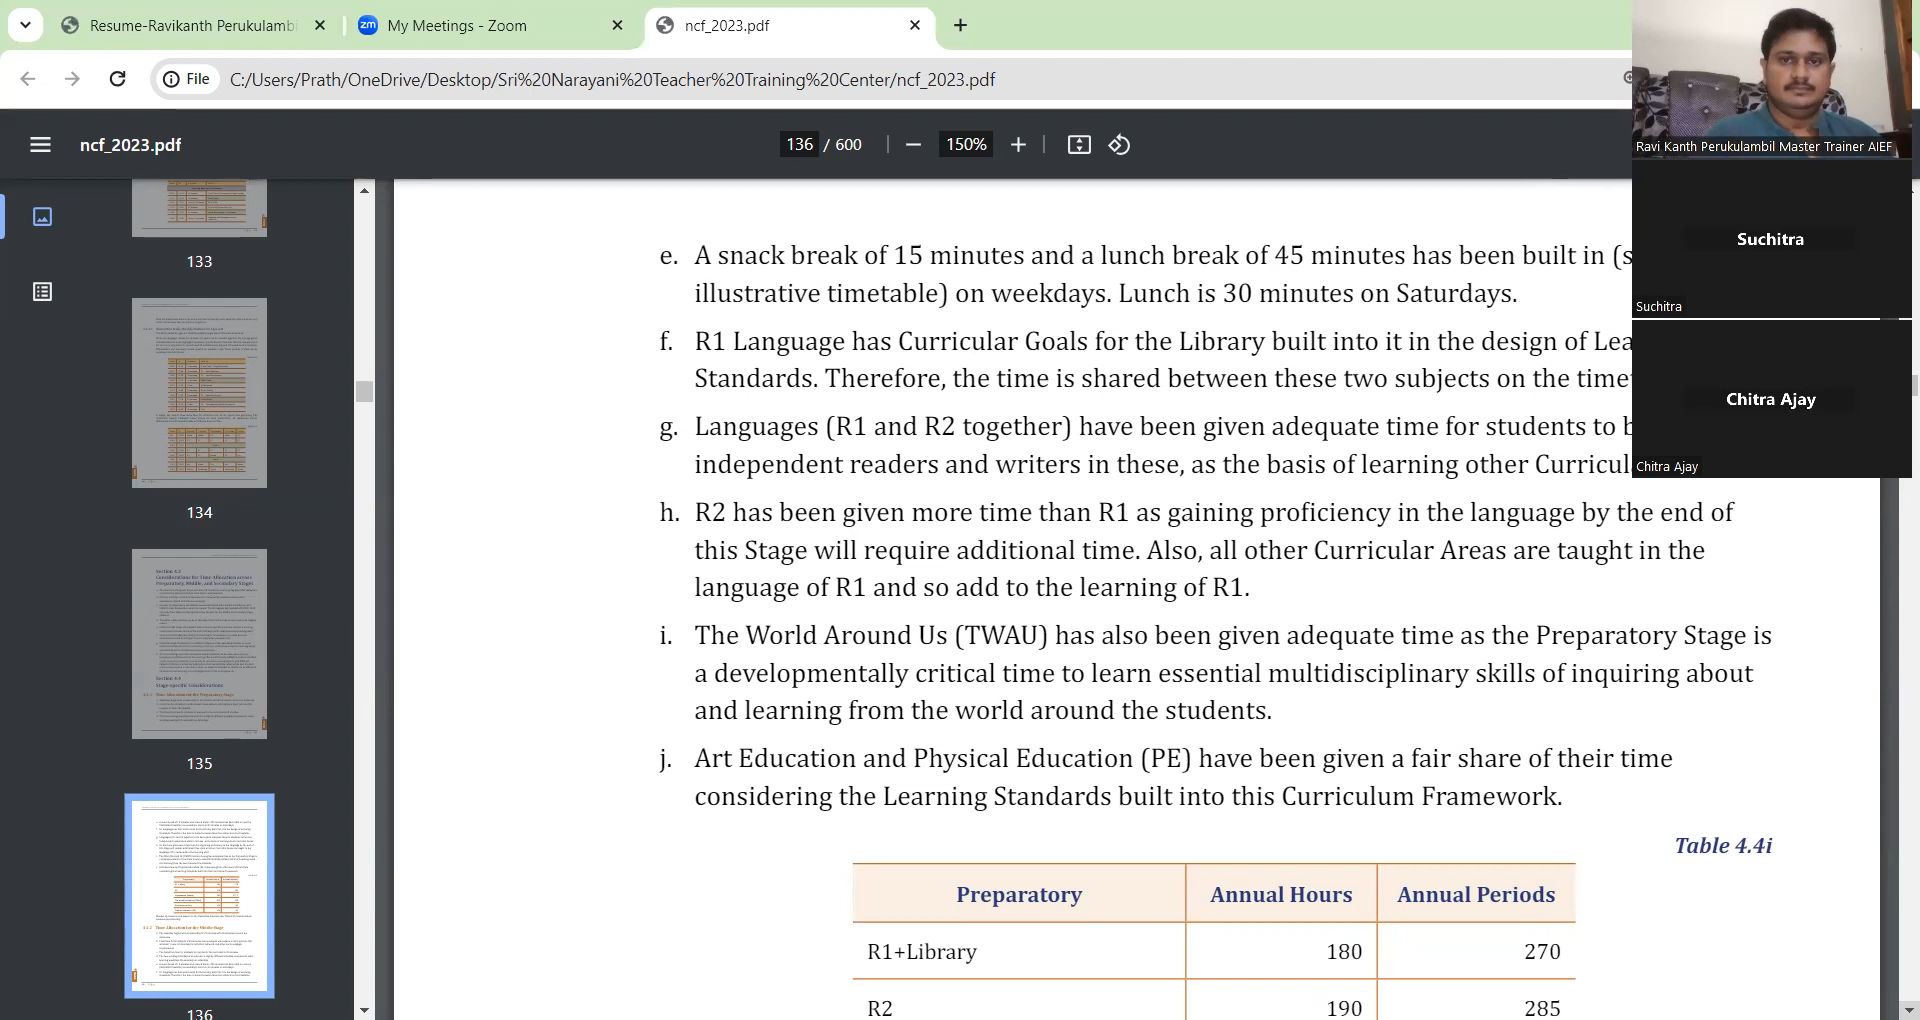 Resume-Ravikanth Perukulambi
My Meetings - Zoom
ncf_2023.pdf
File
C:/Users/Prath/OneDrive/Desktop/Sri%20Narayani%20Teacher%20Training%20Center/ncf_2023.pdf
ncf_2023.pdf
136 / 600
150%
Ravi Kanth Perukulambil Master Trainer AIEF
Suchitra
Suchitra
Chitra Ajay
Chitra Ajay
133
134
135
136
e. A snack break of 15 minutes and a lunch break of 45 minutes has been built in (s
illustrative timetable) on weekdays. Lunch is 30 minutes on Saturdays.
f. R1 Language has Curricular Goals for the Library built into it in the design of Lea
Standards. Therefore, the time is shared between these two subjects on the time
g. Languages (R1 and R2 together) have been given adequate time for students to b
independent readers and writers in these, as the basis of learning other Curricul
h. R2 has been given more time than R1 as gaining proficiency in the language by the end of
this Stage will require additional time. Also, all other Curricular Areas are taught in the
language of R1 and so add to the learning of R1.
i. The World Around Us (TWAU) has also been given adequate time as the Preparatory Stage is
a developmentally critical time to learn essential multidisciplinary skills of inquiring about
and learning from the world around the students.
j. Art Education and Physical Education (PE) have been given a fair share of their time
considering the Learning Standards built into this Curriculum Framework.
Table 4.4i
Preparatory Annual Hours Annual Periods
R1+Library 180 270
R2 190 285